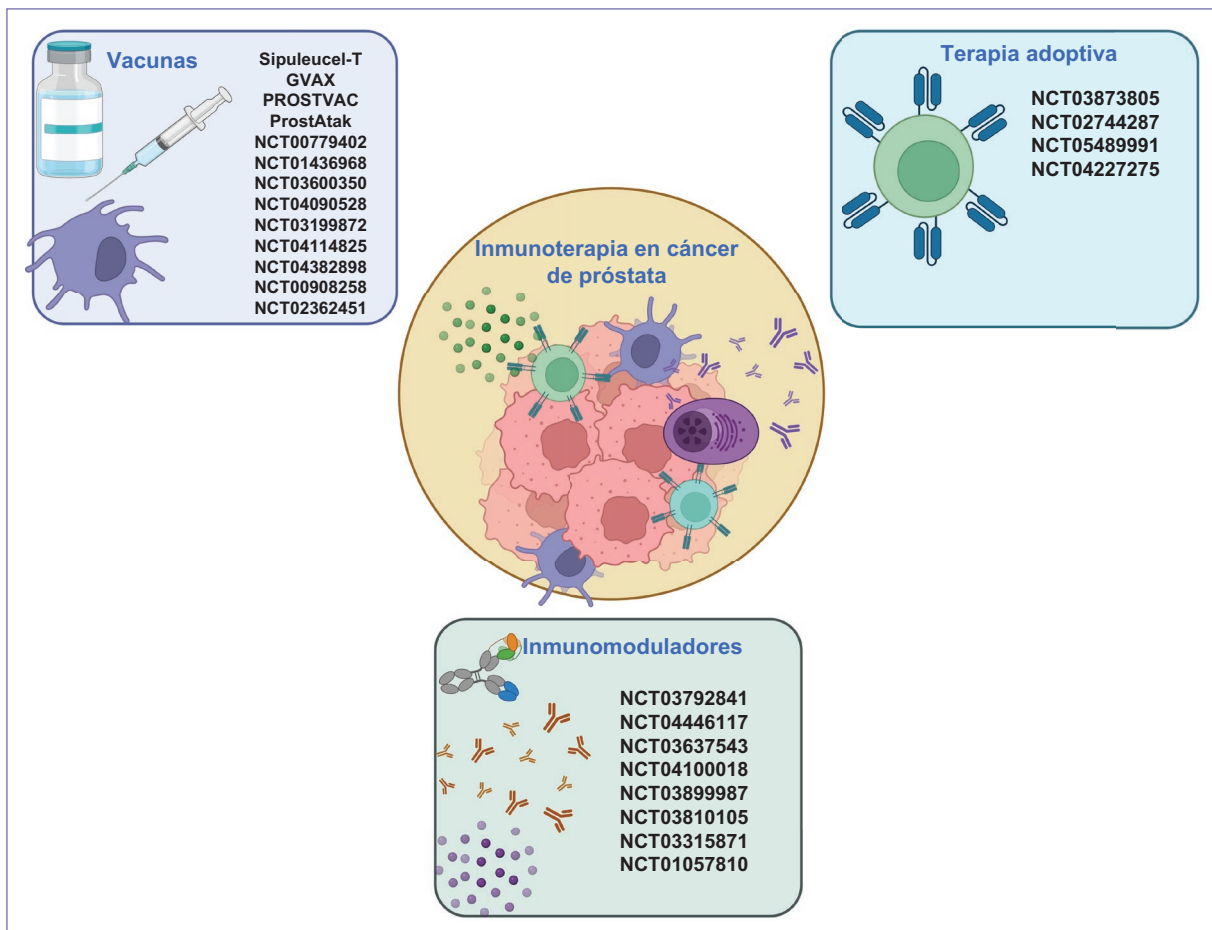 Vacunas
Sipuleucel-T
GVAX
PROSTVAC
ProstAtak
NCT00779402
NCT01436968
NCT03600350
NCT04090528
NCT03199872
NCT04114825
NCT04382898
NCT00908258
NCT02362451
Terapia adoptiva
NCT03873805
NCT02744287
NCT05489991
NCT04227275
Inmunoterapia en cáncer
de próstata
Inmunomoduladores
NCT03792841
NCT04446117
NCT03637543
NCT04100018
NCT03899987
NCT03810105
NCT03315871
NCT01057810